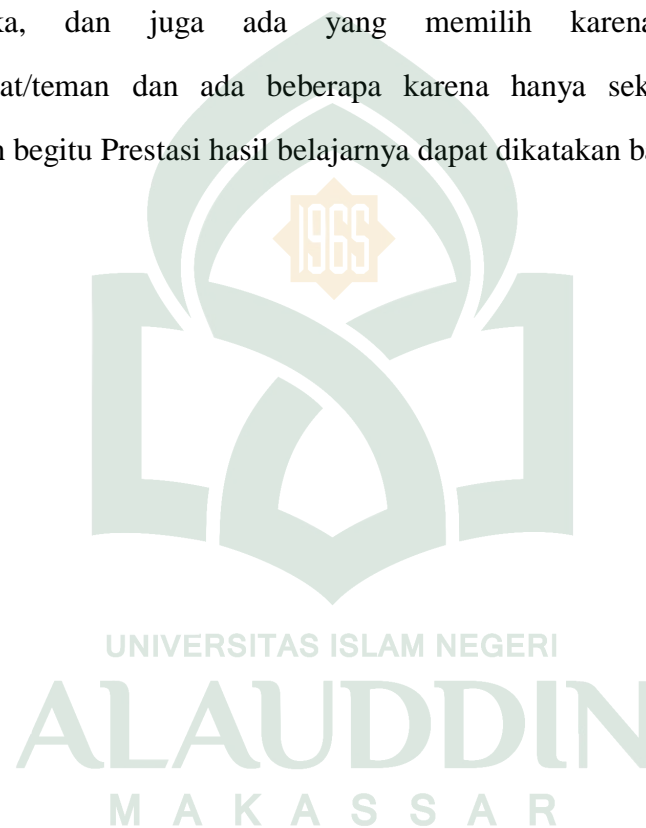 ka, dan juga ada yang memilih karena
at/teman dan ada beberapa karena hanya sek
n begitu Prestasi hasil belajarnya dapat dikatakan ba
1965
UNIVERSITAS ISLAM NEGERI
ALAUDDIN
MAKASSAR